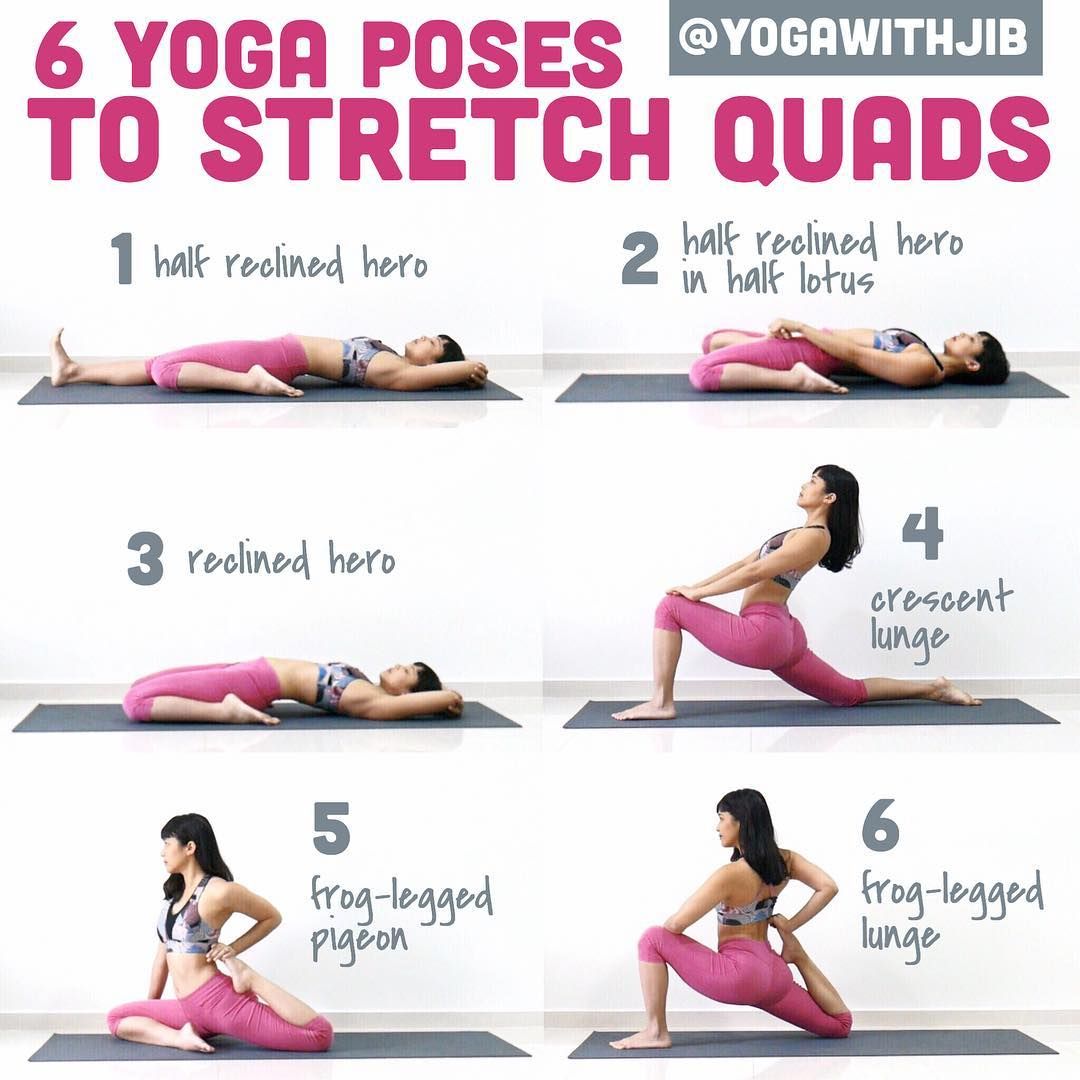 6 YOGA POSES
@YOGAWITHJIB
TO STRETCH QUADS
1 half reclined hero
2 half reclined hero
in half lotus
3 reclined hero
4
crescent
lunge
5
frog-legged
pigeon
6
frog-legged
lunge